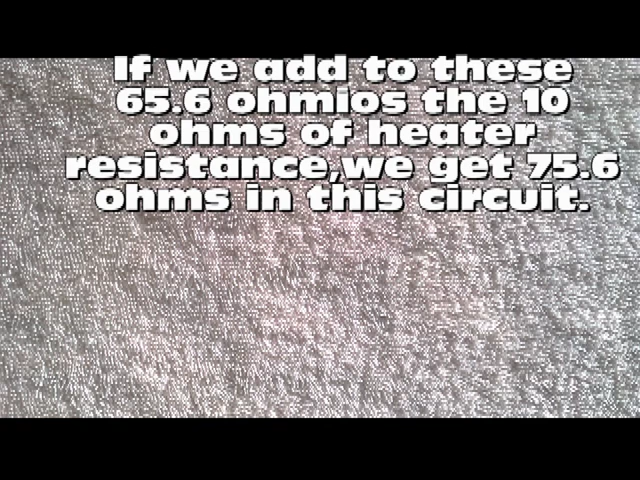 If we add to these
65.6 ohmios the 10
ohms of heater
resistance,we get 75.6
ohms in this circuit.